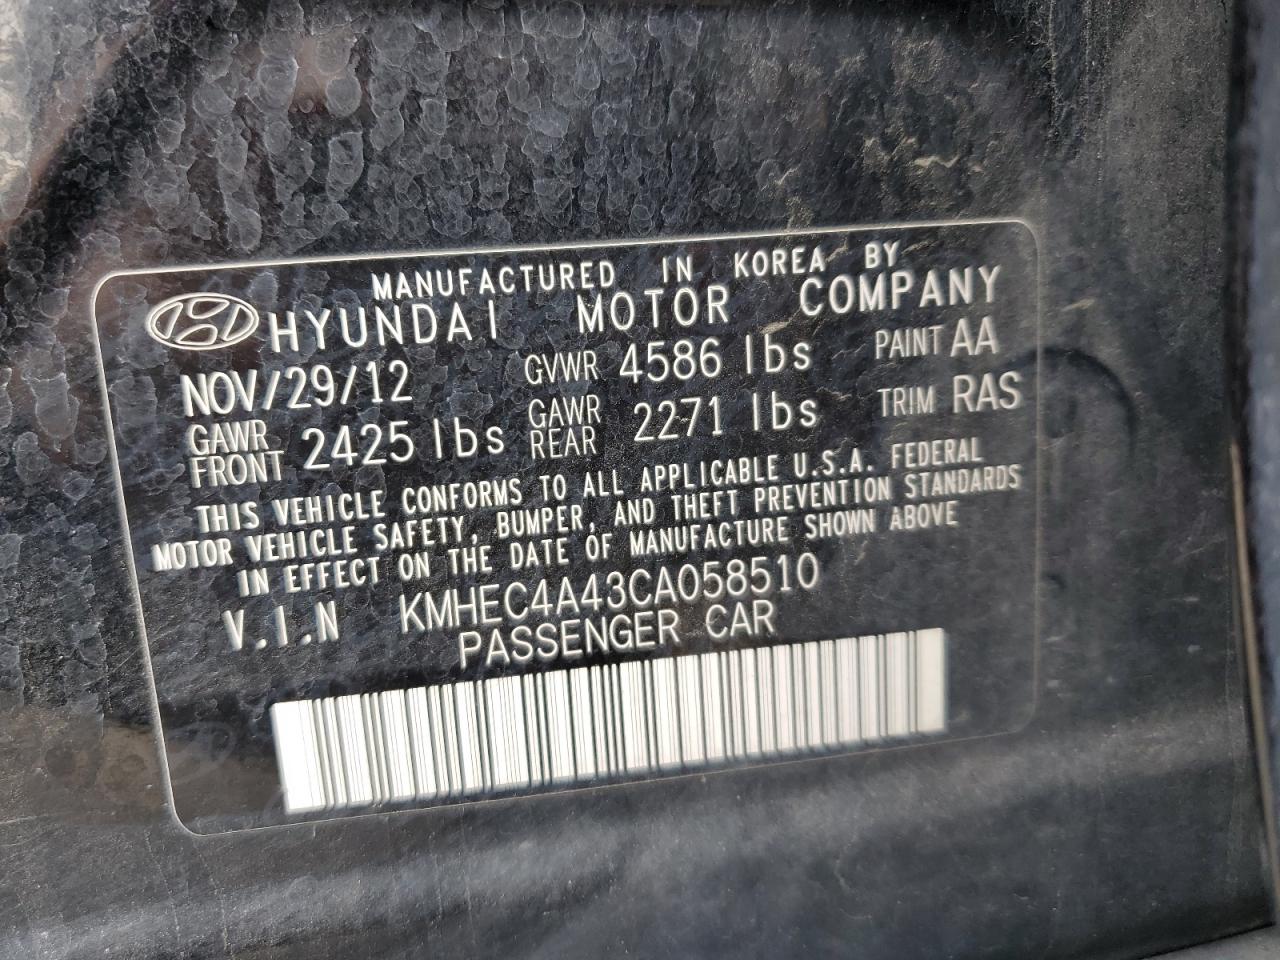 MANUFACTURED IN KOREA BY
HYUNDAI MOTOR COMPANY
NOV/29/12 GVWR 4586 lbs PAINT AA
GAWR FRONT 2425 lbs GAWR REAR 2271 lbs TRIM RAS
THIS VEHICLE CONFORMS TO ALL APPLICABLE U.S.A. FEDERAL
MOTOR VEHICLE SAFETY, BUMPER, AND THEFT PREVENTION STANDARDS
IN EFFECT ON THE DATE OF MANUFACTURE SHOWN ABOVE
V.I.N KMHEC4A43CA058510
PASSENGER CAR